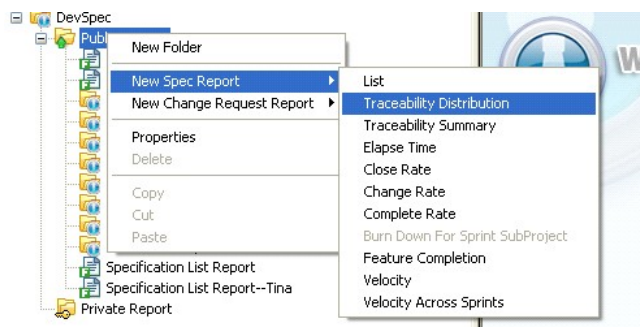 DevSpec
Publ
New Folder
New Spec Report
New Change Request Report
Properties
Delete
Copy
Cut
Paste
List
Traceability Distribution
Traceability Summary
Elapse Time
Close Rate
Change Rate
Complete Rate
Burn Down For Sprint SubProject
Feature Completion
Velocity
Velocity Across Sprints
Specification List Report
Specification List Report--Tina
Private Report
W